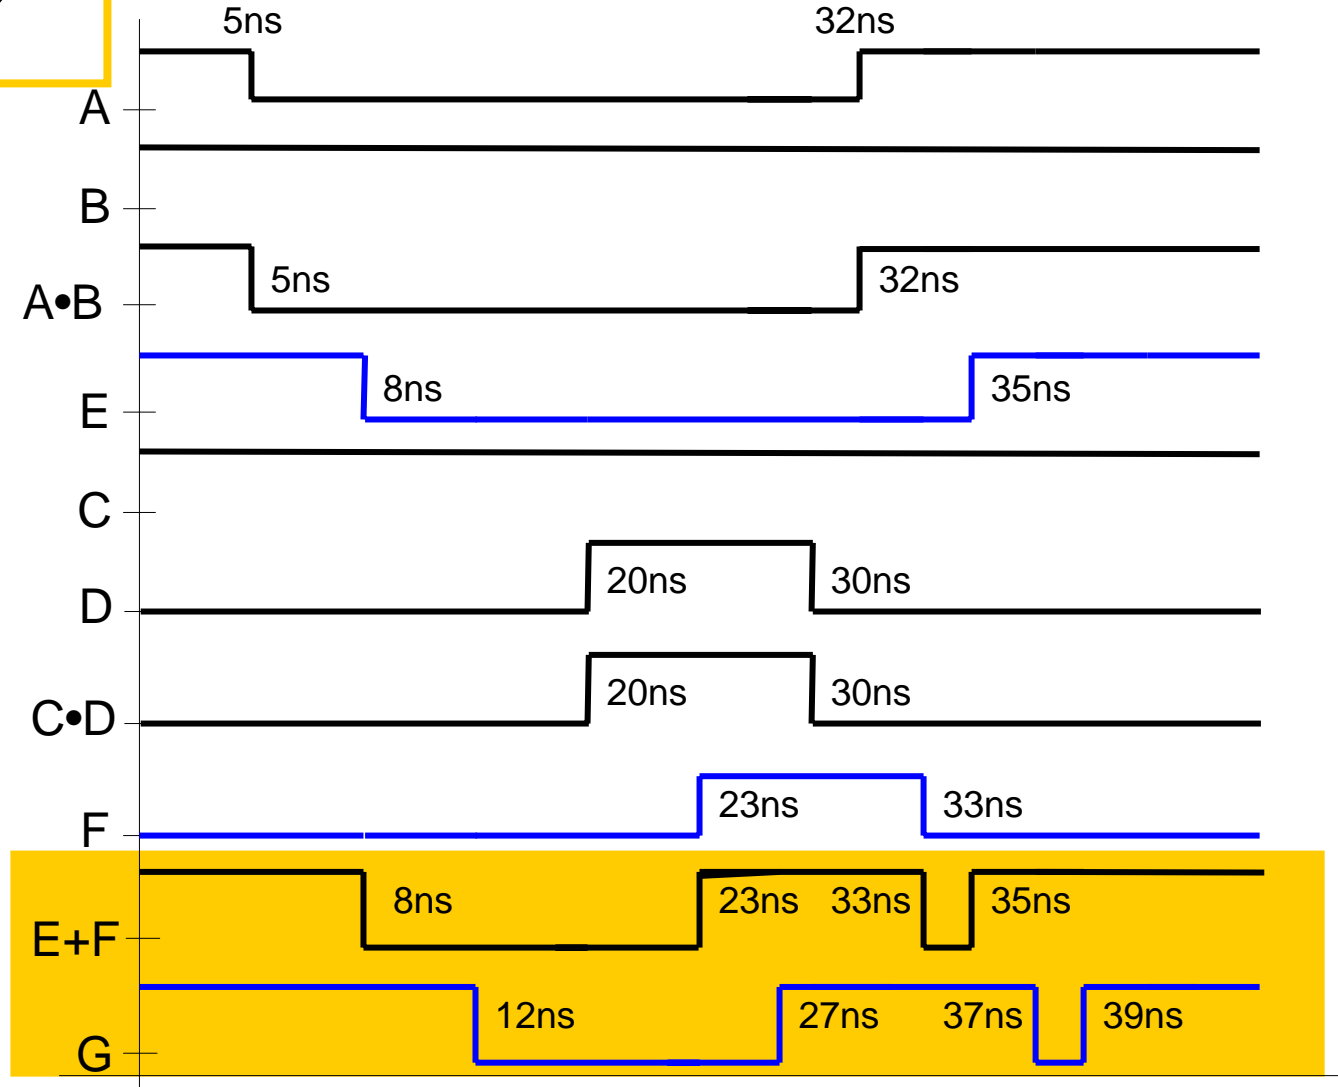 5ns 32ns
A
B
A•B 5ns 32ns
E 8ns 35ns
C
D 20ns 30ns
C•D 20ns 30ns
F 23ns 33ns
E+F 8ns 23ns 33ns 35ns
G 12ns 27ns 37ns 39ns